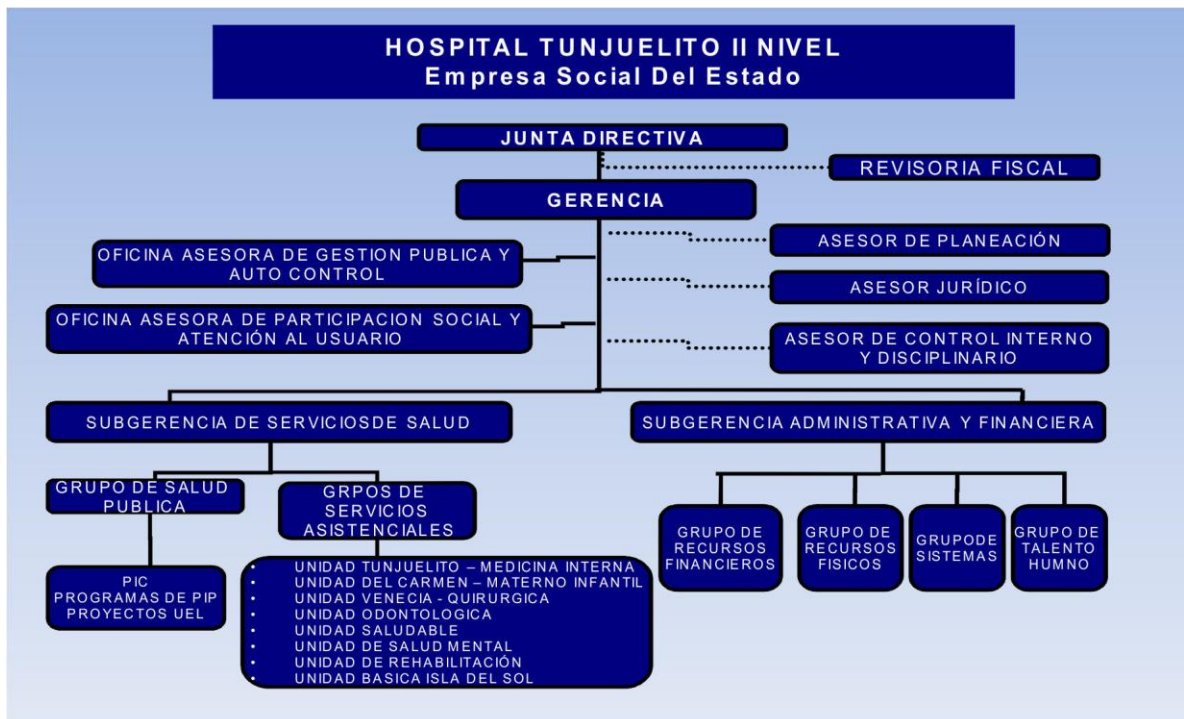 HOSPITAL TUNJUELITO II NIVEL
Empresa Social Del Estado
JUNTA DIRECTIVA
REVISORIA FISCAL
GERENCIA
OFICINA ASESORA DE GESTION PUBLICA Y
AUTO CONTROL
ASESOR DE PLANEACIÓN
ASESOR JURÍDICO
OFICINA ASESORA DE PARTICIPACION SOCIAL Y
ATENCIÓN AL USUARIO
ASESOR DE CONTROL INTERNO
Y DISCIPLINARIO
SUBGERENCIA DE SERVICIOSDE SALUD
SUBGERENCIA ADMINISTRATIVA Y FINANCIERA
GRUPO DE SALUD
PUBLICA
GRPOS DE
SERVICIOS
ASISTENCIALES
GRUPO DE
RECURSOS
FINANCIEROS
GRUPO DE
RECURSOS
FISICOS
GRUPODE
SISTEMAS
GRUPO DE
TALENTO
HUMNO
PIC
PROGRAMAS DE PIP
PROYECTOS UEL
• UNIDAD TUNJUELITO – MEDICINA INTERNA
• UNIDAD DEL CARMEN – MATERNO INFANTIL
• UNIDAD VENECIA - QUIRURGICA
• UNIDAD ODONTOLOGICA
• UNIDAD SALUDABLE
• UNIDAD DE SALUD MENTAL
• UNIDAD DE REHABILITACIÓN
• UNIDAD BASICA ISLA DEL SOL